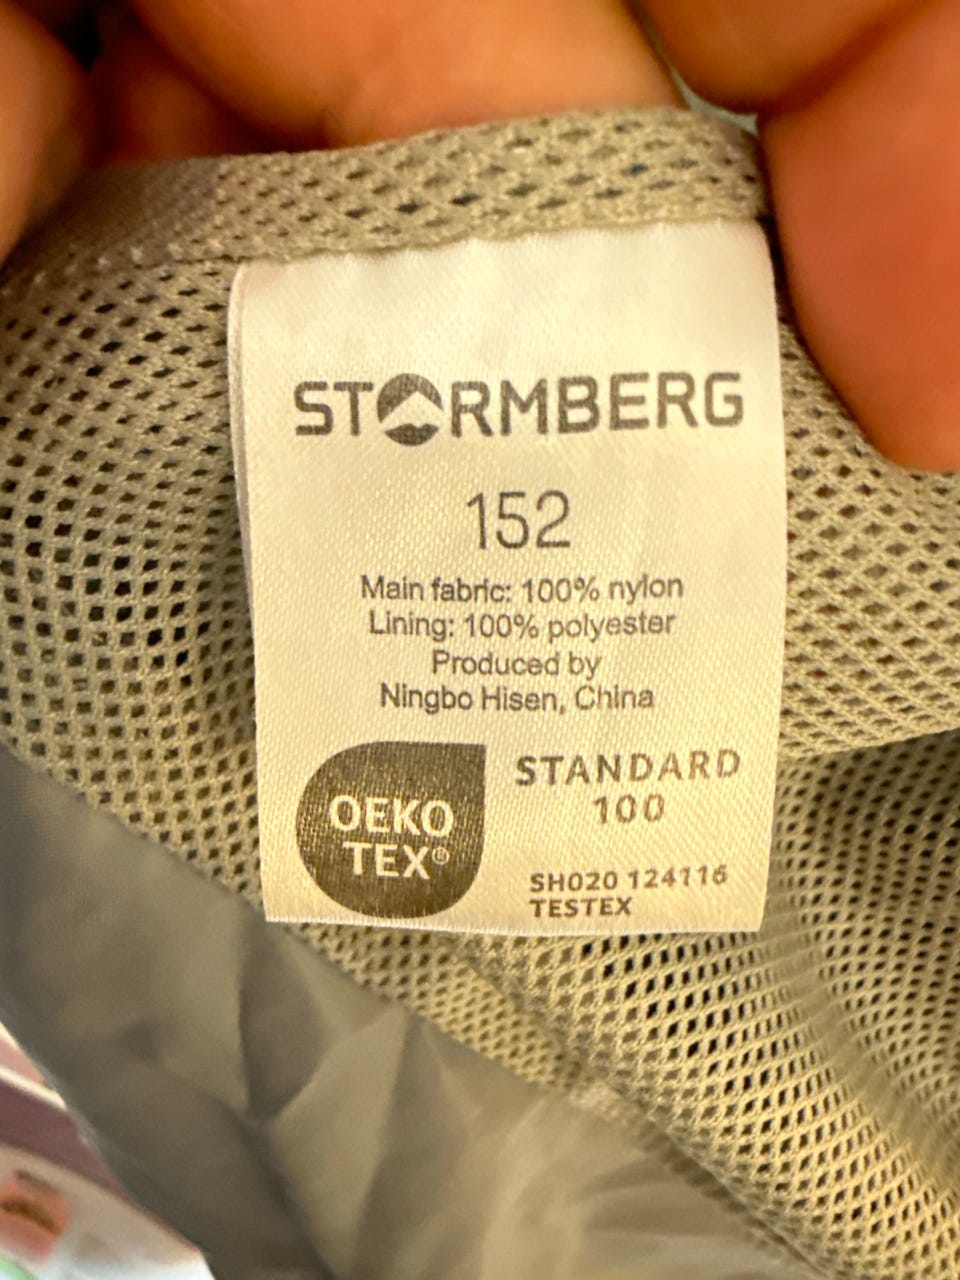 STORMBERG
152
Main fabric: 100% nylon
Lining: 100% polyester
Produced by
Ningbo Hisen, China
OEKO
TEX®
STANDARD
100
SH020 124116
TESTEX